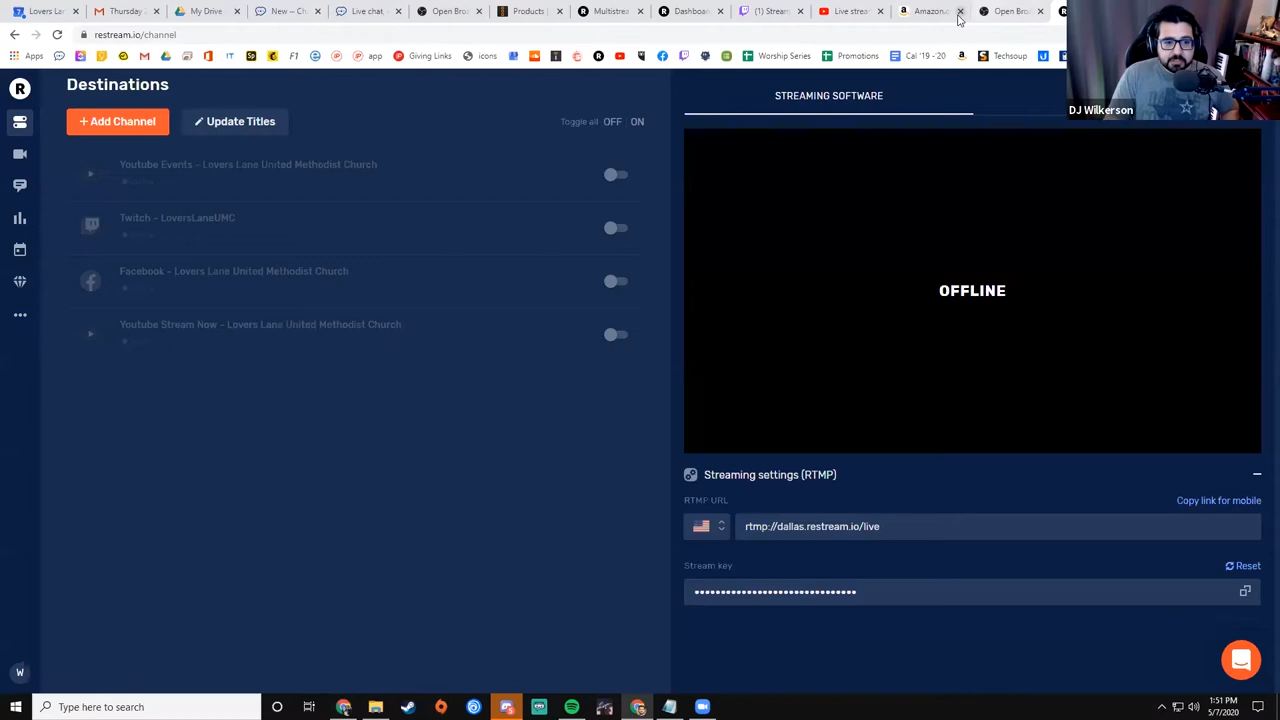 Lovers Lan
Thursday
My Drive
New – Ch
Live chat
Open Bro
Products
Multistrea
Dashboa
(1) Stream
Live strea
Amazon.c
Open Bro
restream.io/channel
Apps
app
Giving Links
icons
Worship Series
Promotions
Cal '19 - '20
Techsoup
DJ Wilkerson
Destinations
STREAMING SOFTWARE
+ Add Channel
Update Titles
Toggle all OFF ON
Youtube Events - Lovers Lane United Methodist Church
Twitch - LoversLaneUMC
Facebook - Lovers Lane United Methodist Church
Youtube Stream Now - Lovers Lane United Methodist Church
OFFLINE
Streaming settings (RTMP)
RTMP URL
Copy link for mobile
rtmp://dallas.restream.io/live
Stream key
Reset
W
Type here to search
1:51 PM
5/7/2020